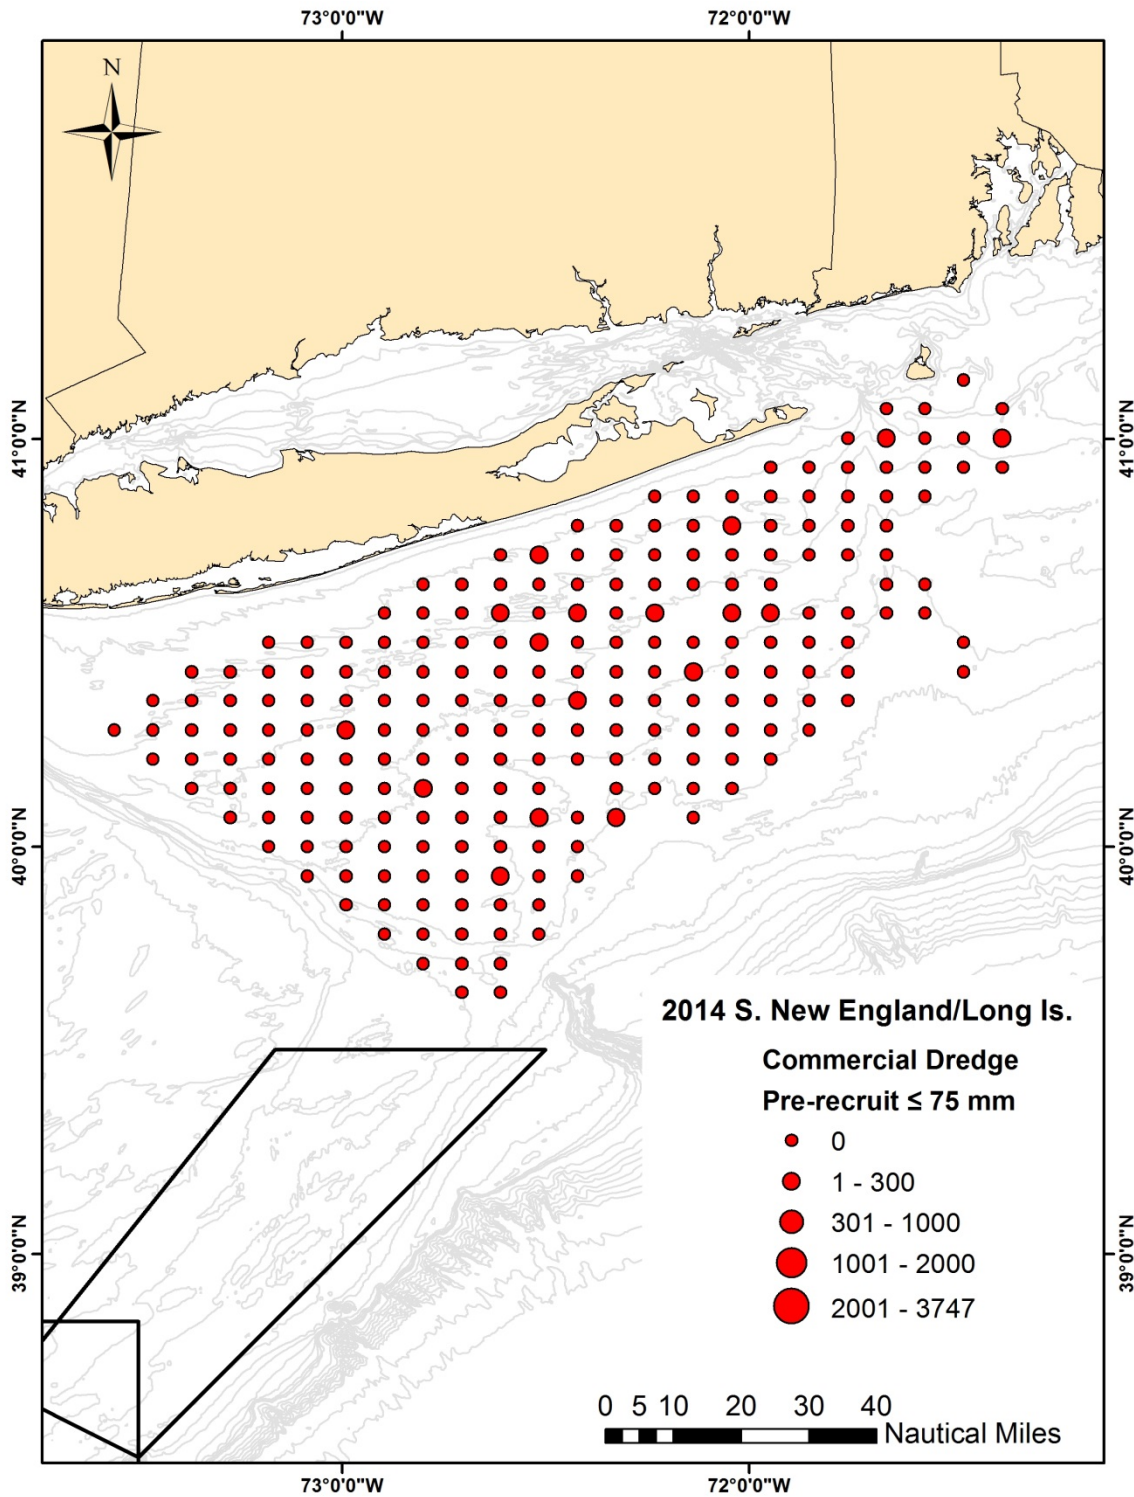 73°0'0"W 72°0'0"W
N
41°0'0"N 41°0'0"N
40°0'0"N 40°0'0"N
2014 S. New England/Long Is.
Commercial Dredge
Pre-recruit ≤ 75 mm
0
1 - 300
301 - 1000
1001 - 2000
2001 - 3747
39°0'0"N 39°0'0"N
0 5 10 20 30 40
Nautical Miles
73°0'0"W 72°0'0"W